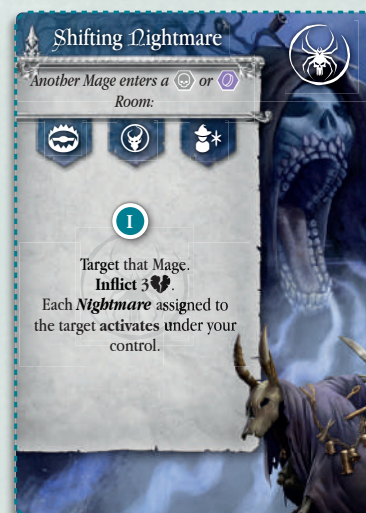 Shifting Nightmare
Another Mage enters a or
Room:
I
Target that Mage.
Inflict 3.
Each Nightmare assigned to
the target activates under your
control.